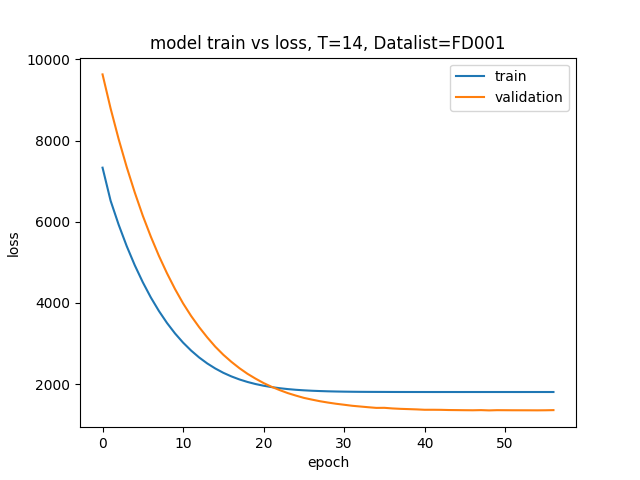 model train vs loss, T=14, Datalist=FD001
train
validation
10000
8000
6000
4000
2000
loss
0
10
20
30
40
50
epoch